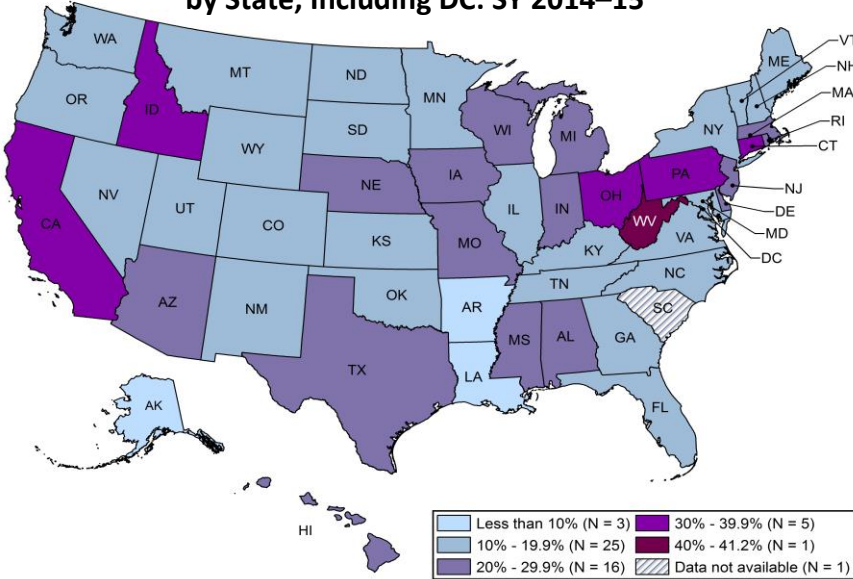 by State, Including DC: SY 2014–15
WA
MT
ND
MN
ME
VT
NH
MA
RI
CT
NJ
DE
MD
DC
OR
ID
WY
SD
WI
MI
NY
CA
NV
UT
CO
NE
IA
IL
IN
OH
PA
WV
VA
KS
MO
KY
AZ
NM
OK
AR
TN
NC
SC
TX
LA
MS
AL
GA
FL
AK
HI
Less than 10% (N = 3)
10% - 19.9% (N = 25)
20% - 29.9% (N = 16)
30% - 39.9% (N = 5)
40% - 41.2% (N = 1)
Data not available (N = 1)